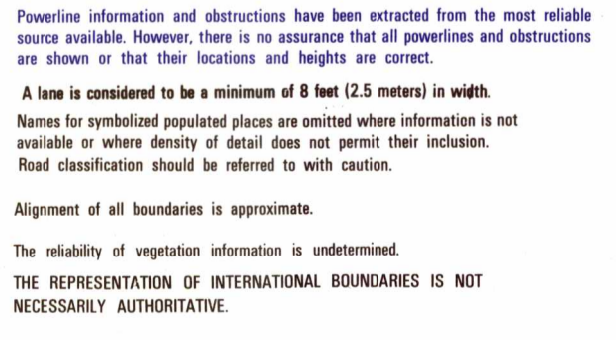 Powerline information and obstructions have been extracted from the most reliable
source available. However, there is no assurance that all powerlines and obstructions
are shown or that their locations and heights are correct.
A lane is considered to be a minimum of 8 feet (2.5 meters) in width.
Names for symbolized populated places are omitted where information is not
available or where density of detail does not permit their inclusion.
Road classification should be referred to with caution.
Alignment of all boundaries is approximate.
The reliability of vegetation information is undetermined.
THE REPRESENTATION OF INTERNATIONAL BOUNDARIES IS NOT
NECESSARILY AUTHORITATIVE.